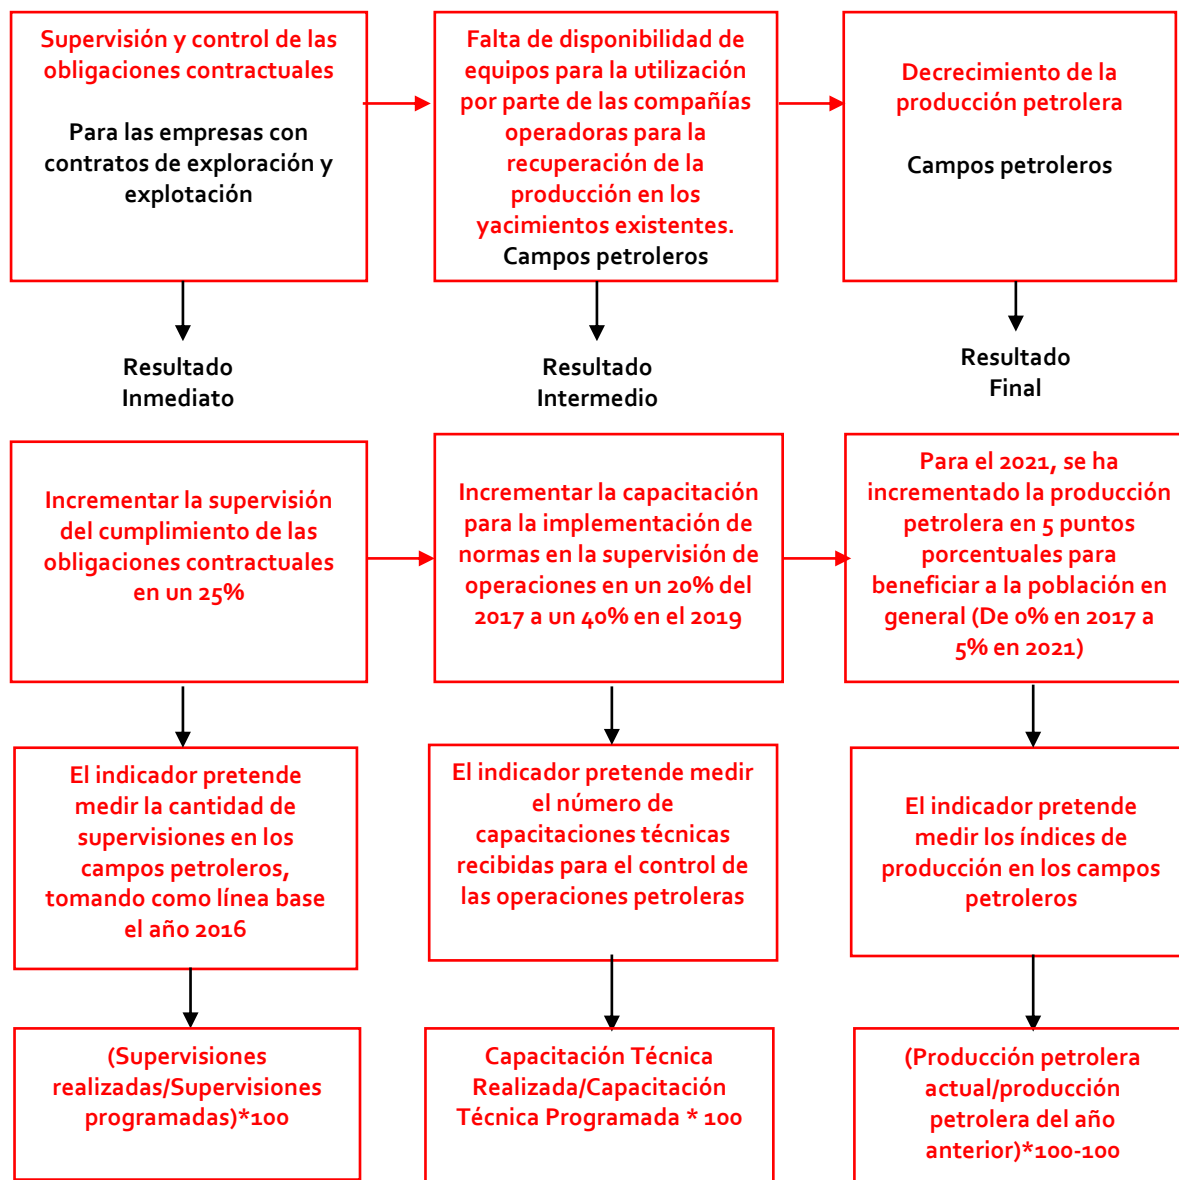 Supervisión y control de las
obligaciones contractuales
Para las empresas con
contratos de exploración y
explotación
Falta de disponibilidad de
equipos para la utilización
por parte de las compañías
operadoras para la
recuperación de la
producción en los
yacimientos existentes.
Campos petroleros
Decrecimiento de la
producción petrolera
Campos petroleros
Resultado
Inmediato
Resultado
Intermedio
Resultado
Final
Incrementar la supervisión
del cumplimiento de las
obligaciones contractuales
en un 25%
Incrementar la capacitación
para la implementación de
normas en la supervisión de
operaciones en un 20% del
2017 a un 40% en el 2019
Para el 2021, se ha
incrementado la producción
petrolera en 5 puntos
porcentuales para
beneficiar a la población en
general (De 0% en 2017 a
5% en 2021)
El indicador pretende
medir la cantidad de
supervisiones en los
campos petroleros,
tomando como línea base
el año 2016
El indicador pretende medir
el número de
capacitaciones técnicas
recibidas para el control de
las operaciones petroleras
El indicador pretende
medir los índices de
producción en los campos
petroleros
(Supervisiones
realizadas/Supervisiones
programadas)*100
Capacitación Técnica
Realizada/Capacitación
Técnica Programada * 100
(Producción petrolera
actual/producción
petrolera del año
anterior)*100-100